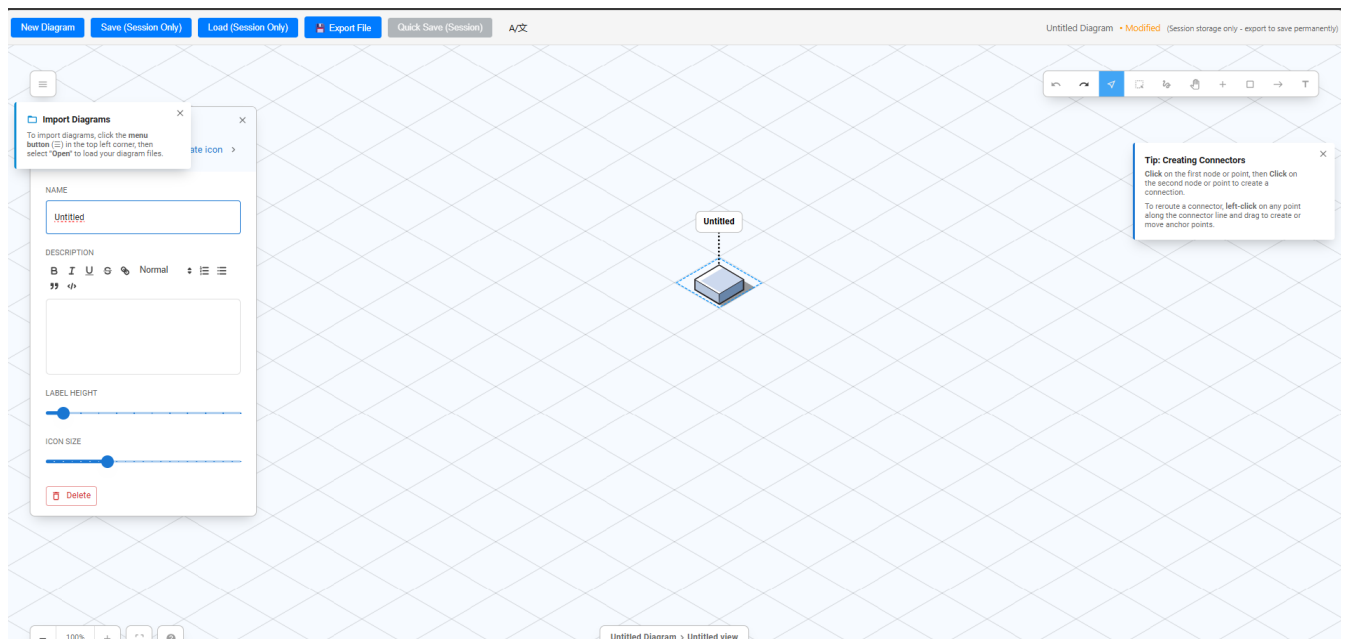 New Diagram Save (Session Only) Load (Session Only) Export File Quick Save (Session) A/文 Untitled Diagram • Modified (Session storage only - export to save permanently)
Import Diagrams
To import diagrams, click the menu
button (☰) in the top left corner, then
select "Open" to load your diagram files.
ate icon
NAME
Untitled
DESCRIPTION
B I U S Normal
LABEL HEIGHT
ICON SIZE
Delete
Untitled
T
Tip: Creating Connectors
Click on the first node or point, then Click on
the second node or point to create a
connection.
To reroute a connector, left-click on any point
along the connector line and drag to create or
move anchor points.
100%
Untitled Diagram > Untitled view